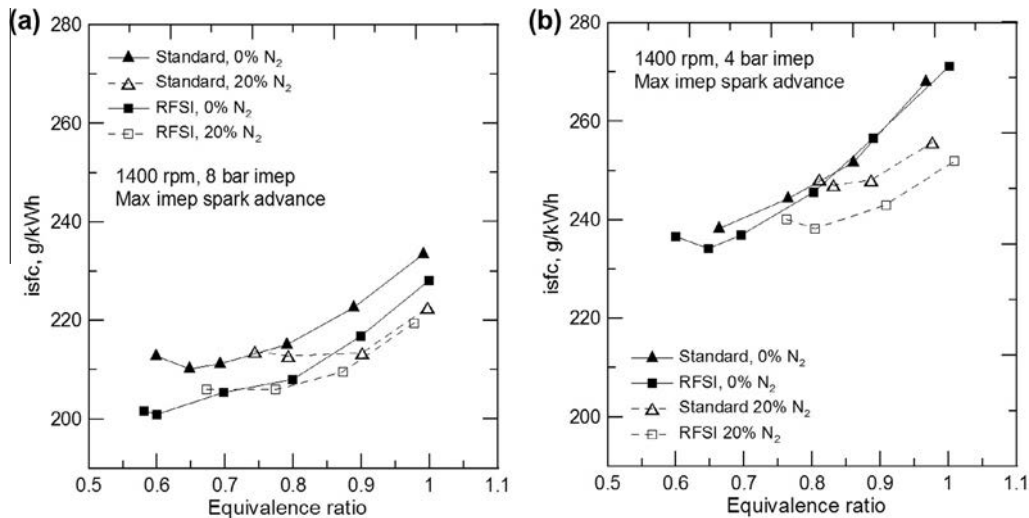 (a)
280
260
240
220
200
isfc, g/kWh
Standard, 0% N₂
Standard, 20% N₂
RFSI, 0% N₂
RFSI, 20% N₂
1400 rpm, 8 bar imep
Max imep spark advance
0.5 0.6 0.7 0.8 0.9 1 1.1
Equivalence ratio
(b)
280
260
240
220
200
isfc, g/kWh
1400 rpm, 4 bar imep
Max imep spark advance
Standard, 0% N₂
RFSI, 0% N₂
Standard 20% N₂
RFSI 20% N₂
0.5 0.6 0.7 0.8 0.9 1 1.1
Equivalence ratio